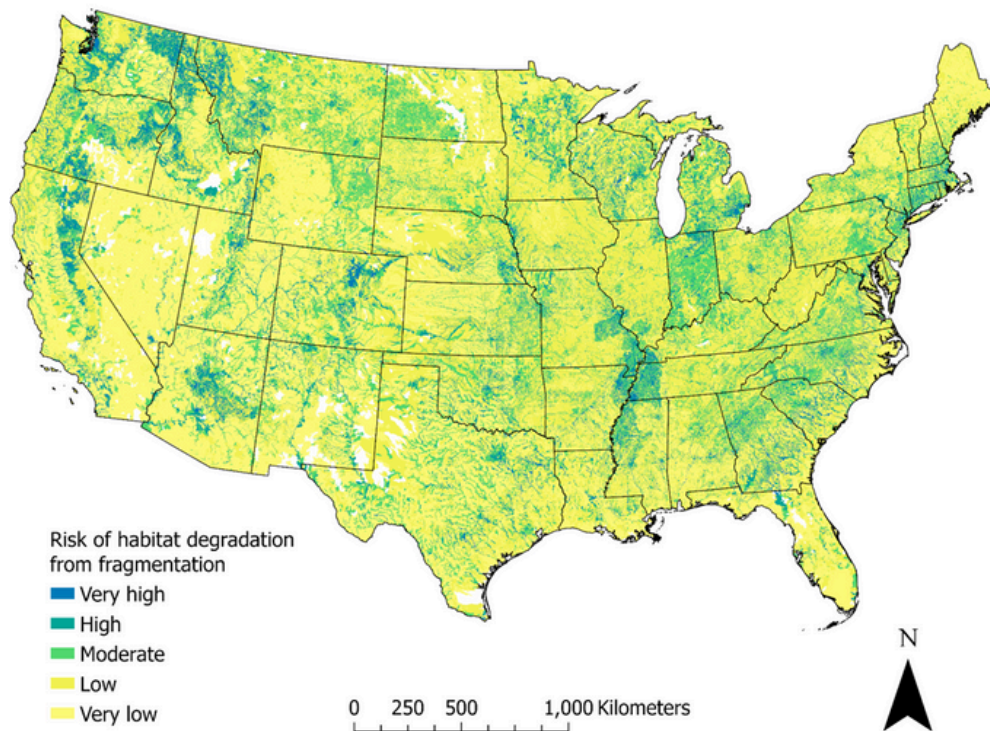 Risk of habitat degradation
from fragmentation
Very high
High
Moderate
Low
Very low
0 250 500 1,000 Kilometers
N